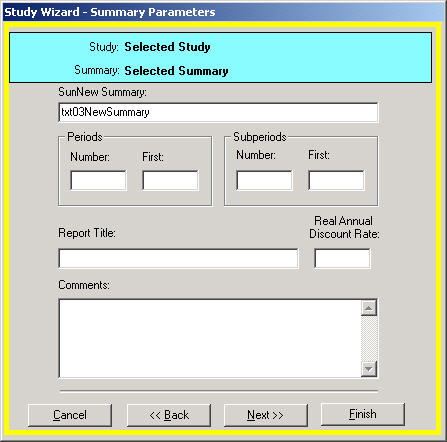 Study Wizard - Summary Parameters
Study: Selected Study
Summary: Selected Summary
SunNew Summary:
txt03NewSummary
Periods
Subperiods
Number: First:
Number: First:
Report Title:
Real Annual
Discount Rate:
Comments:
Cancel
<< Back
Next >>
Finish